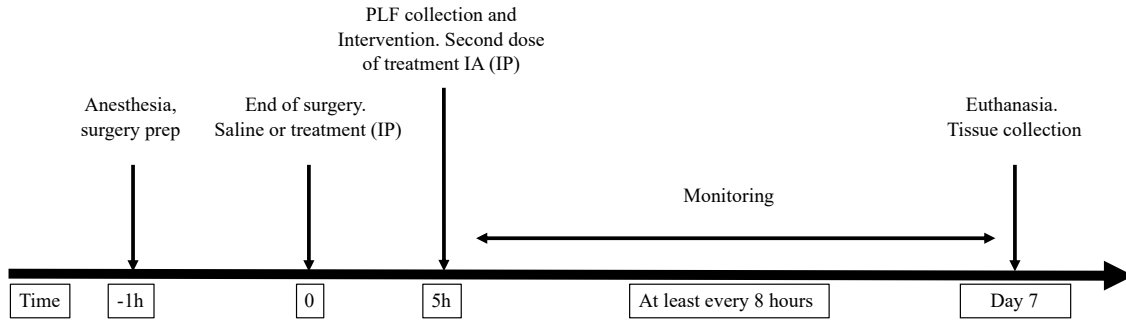 PLF collection and
Intervention. Second dose
of treatment IA (IP)
Anesthesia,
surgery prep
End of surgery.
Saline or treatment (IP)
Euthanasia.
Tissue collection
Monitoring
Time
-1h
0
5h
At least every 8 hours
Day 7